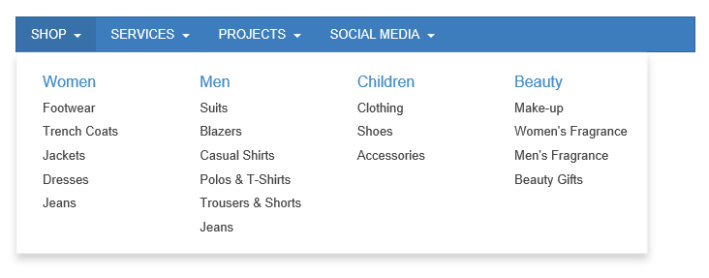 SHOP SERVICES PROJECTS SOCIAL MEDIA
Women
Footwear
Trench Coats
Jackets
Dresses
Jeans
Men
Suits
Blazers
Casual Shirts
Polos & T-Shirts
Trousers & Shorts
Jeans
Children
Clothing
Shoes
Accessories
Beauty
Make-up
Women's Fragrance
Men's Fragrance
Beauty Gifts